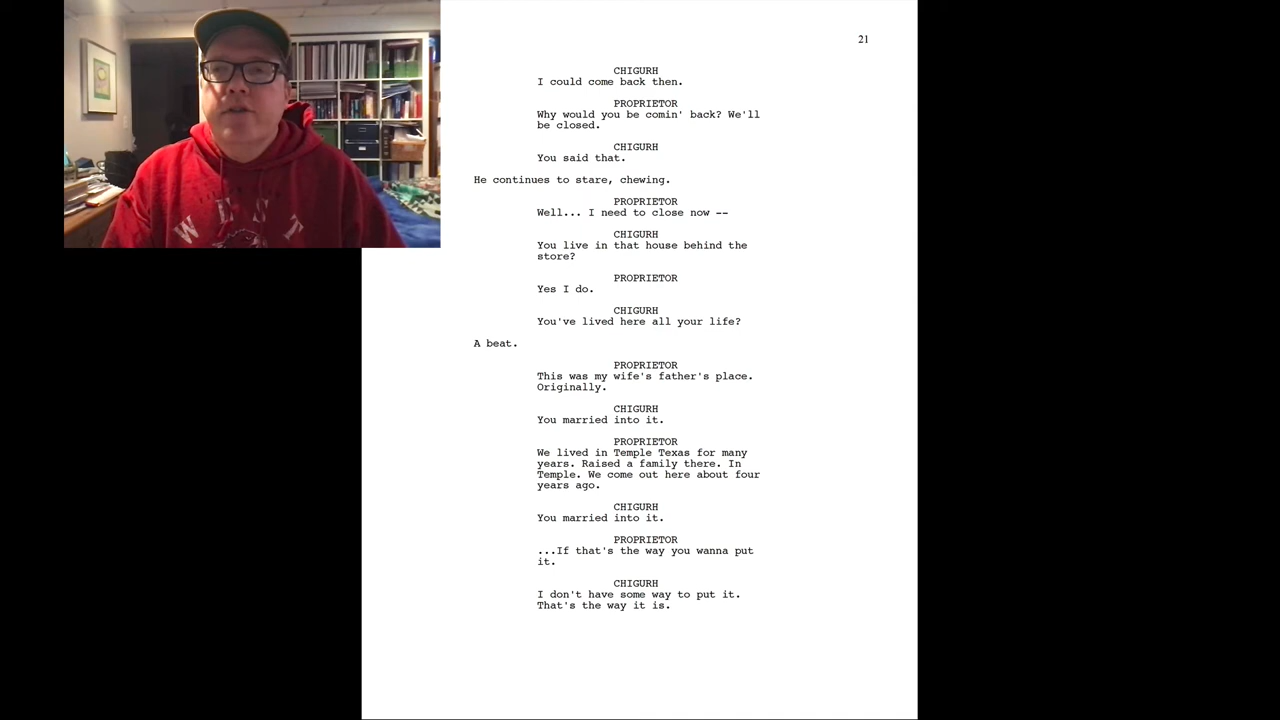 21
CHIGURH
I could come back then.
PROPRIETOR
Why would you be comin' back? We'll
be closed.
CHIGURH
You said that.
He continues to stare, chewing.
PROPRIETOR
Well... I need to close now --
CHIGURH
You live in that house behind the
store?
PROPRIETOR
Yes I do.
CHIGURH
You've lived here all your life?
A beat.
PROPRIETOR
This was my wife's father's place.
Originally.
CHIGURH
You married into it.
PROPRIETOR
We lived in Temple Texas for many
years. Raised a family there. In
Temple. We come out here about four
years ago.
CHIGURH
You married into it.
PROPRIETOR
...If that's the way you wanna put
it.
CHIGURH
I don't have some way to put it.
That's the way it is.
WEST